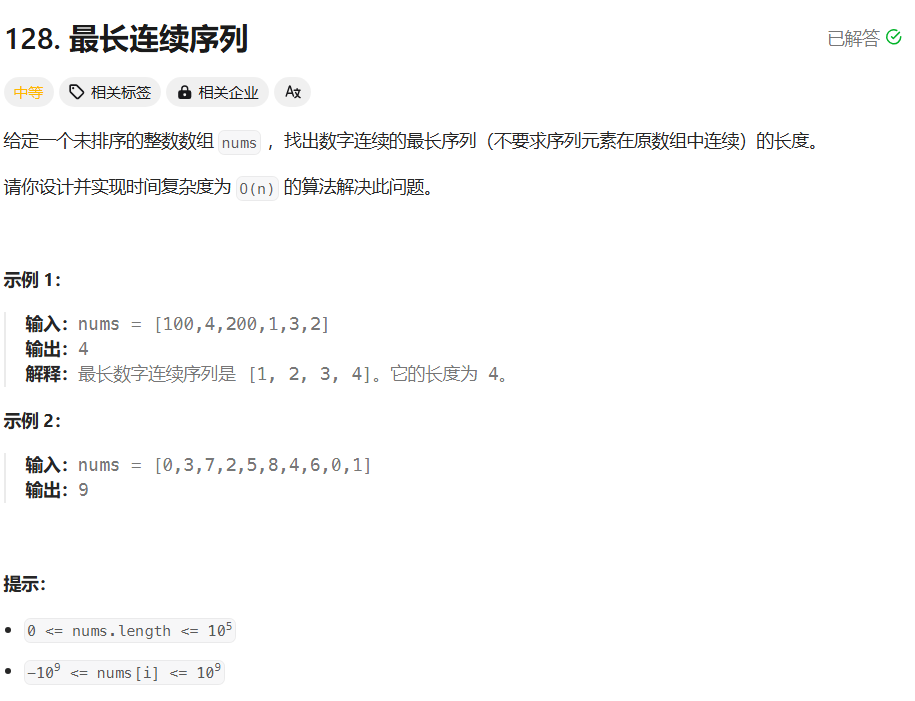 128. 最长连续序列
已解答
中等 相关标签 相关企业
给定一个未排序的整数数组 nums ，找出数字连续的最长序列（不要求序列元素在原数组中连续）的长度。
请你设计并实现时间复杂度为 O(n) 的算法解决此问题。
示例 1：
输入：nums = [100,4,200,1,3,2]
输出：4
解释：最长数字连续序列是 [1, 2, 3, 4]。它的长度为 4。
示例 2：
输入：nums = [0,3,7,2,5,8,4,6,0,1]
输出：9
提示：
• 0 <= nums.length <= 10⁵
• -10⁹ <= nums[i] <= 10⁹